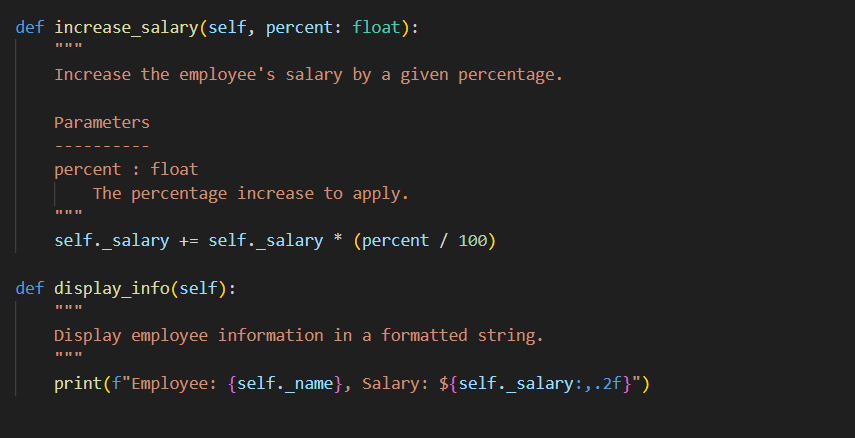 def increase_salary(self, percent: float):
    """
    Increase the employee's salary by a given percentage.

    Parameters
    ----------
    percent : float
        The percentage increase to apply.
    """
    self._salary += self._salary * (percent / 100)

def display_info(self):
    """
    Display employee information in a formatted string.
    """
    print(f"Employee: {self._name}, Salary: ${self._salary:,.2f}")